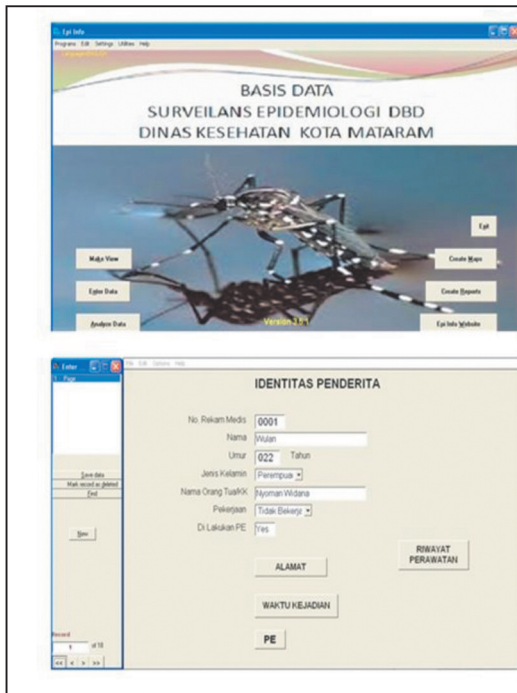 Epi Info
Programs Edit Settings Utilities Help
BASIS DATA
SURVEILANS EPIDEMIOLOGI DBD
DINAS KESEHATAN KOTA MATARAM
Exit
Make View
Create Maps
Enter Data
Create Reports
Analyze Data
Epi Info Website
Enter
File Edit Options Help
1 Page
IDENTITAS PENDERITA
No. Rekam Medis 0001
Nama Wulan
Umur 022 Tahun
Jenis Kelamin Perempua
Nama Orang Tua/KK Nyoman Widana
Pekerjaan Tidak Bekerja
Di Lakukan PE Yes
Save data
Mark record as deleted
Find
New
ALAMAT
RIWAYAT
PERAWATAN
WAKTU KEJADIAN
PE
Record
1 of 18
<< < > >>